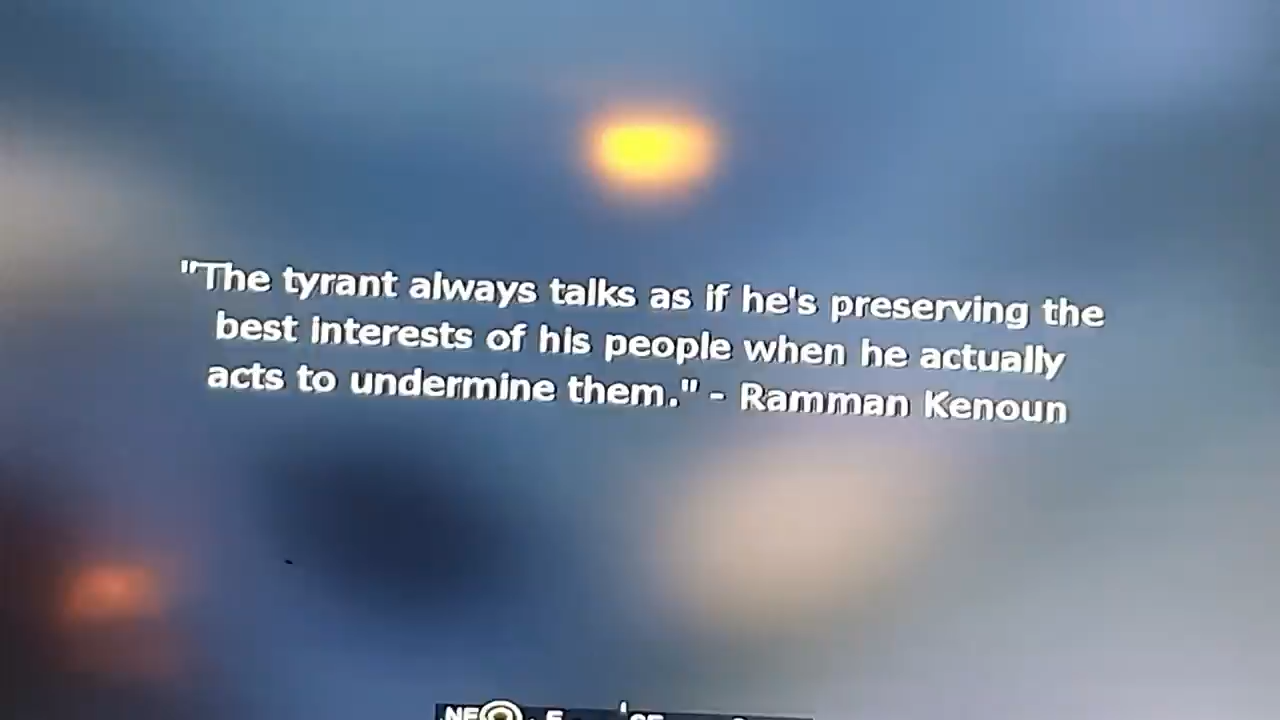 "The tyrant always talks as if he's preserving the
best interests of his people when he actually
acts to undermine them." - Ramman Kenoun